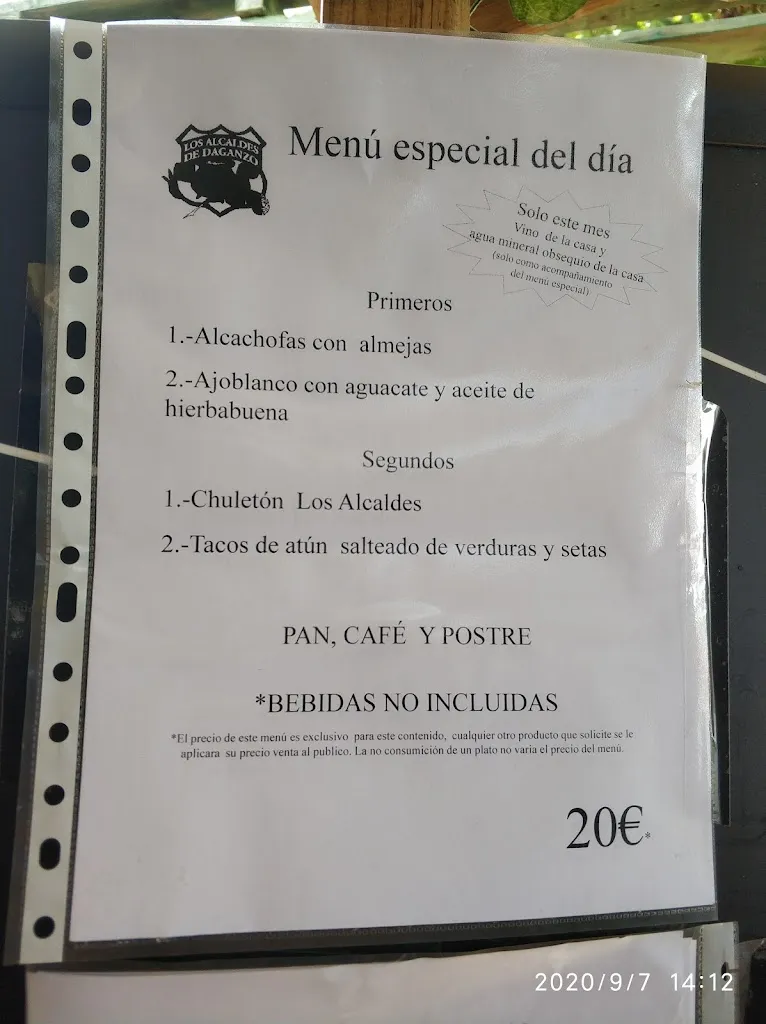 LOS ALCALDES
DE DAGANZO
Menú especial del día
Solo este mes
Vino de la casa y
agua mineral obsequio de la casa
(solo como acompañamiento
del menú especial)
Primeros
1.-Alcachofas con almejas
2.-Ajoblanco con aguacate y aceite de
hierbabuena
Segundos
1.-Chuletón Los Alcaldes
2.-Tacos de atún salteado de verduras y setas
PAN, CAFÉ Y POSTRE
*BEBIDAS NO INCLUIDAS
*El precio de este menú es exclusivo para este contenido, cualquier otro producto que solicite se le
aplicara su precio venta al publico. La no consumición de un plato no varía el precio del menú.
20€*
2020/9/7 14:12